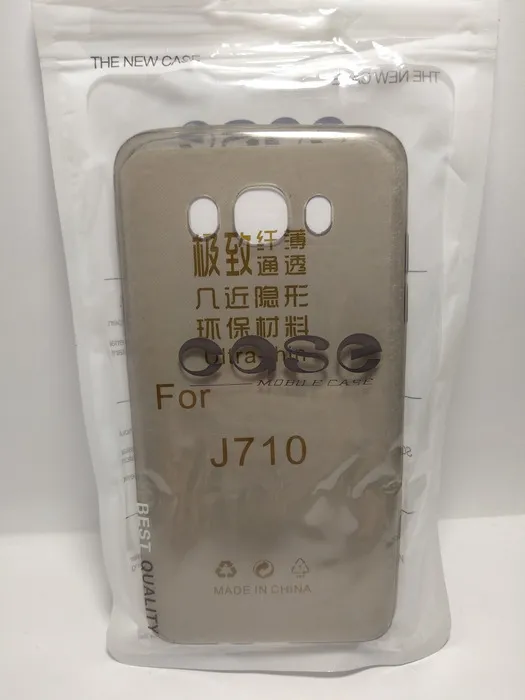 THE NEW CASE
THE NEW CASE
极致纤薄
通透
几近隐形
环保材料
Ultra-thin
case
MOBILE CASE
For
J710
BEST QUALITY
MADE IN CHINA